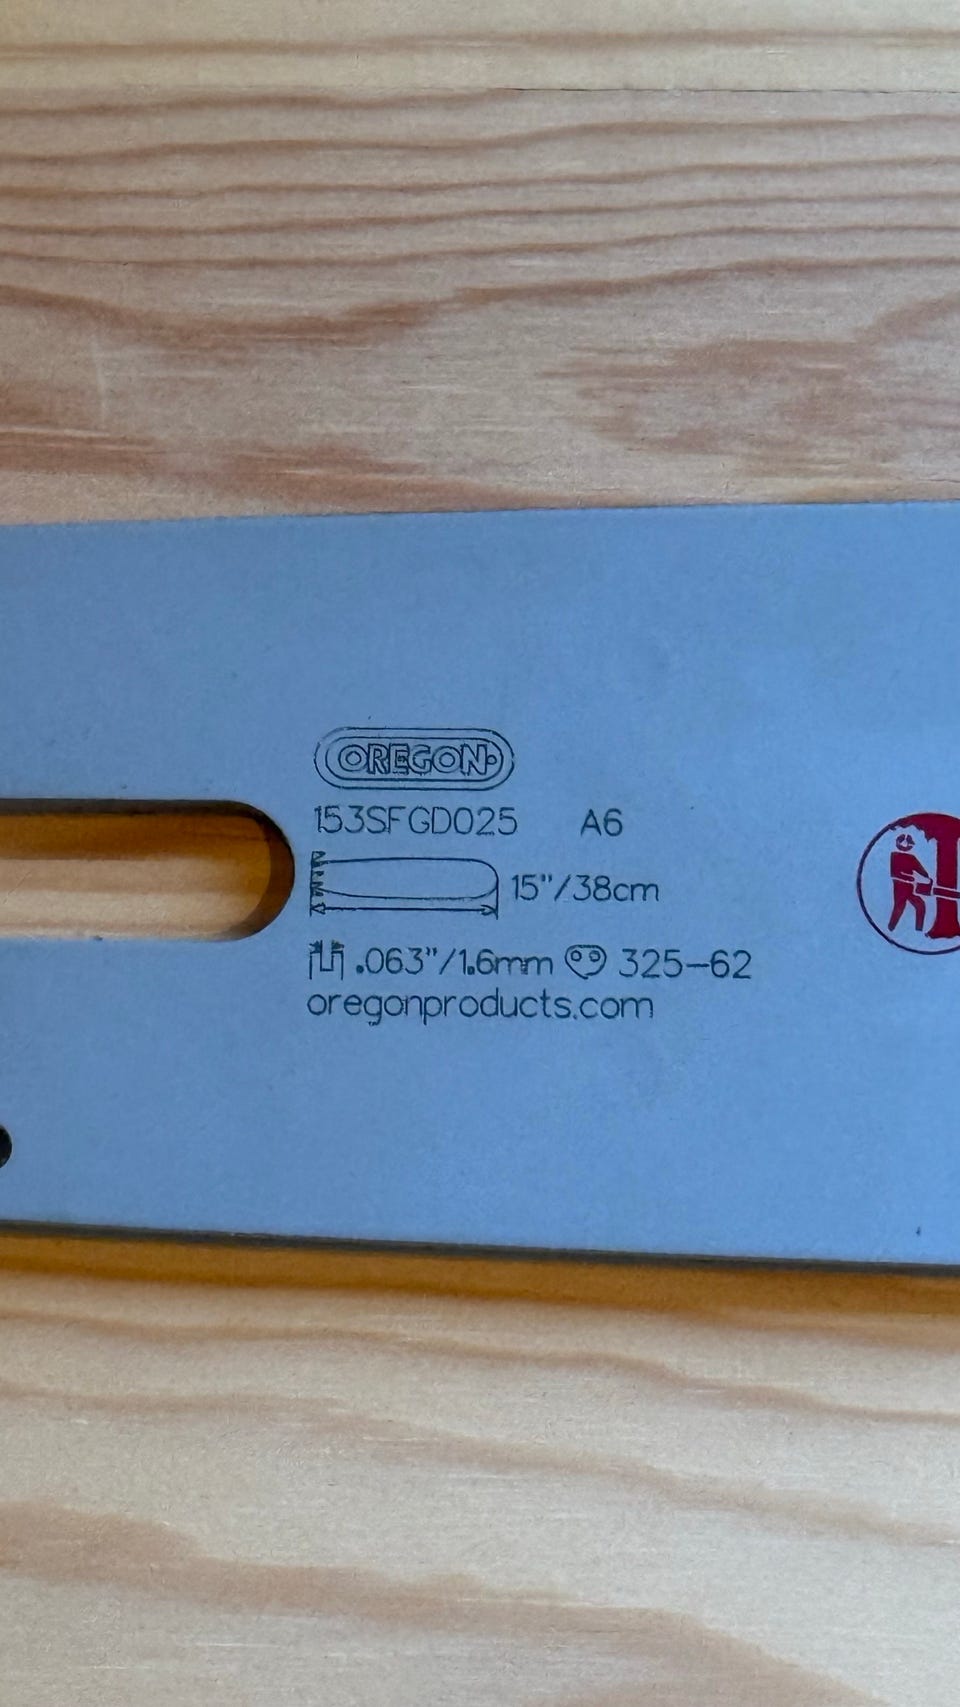 OREGON
153SFGD025 A6
15"/38cm
.063"/1.6mm 325-62
oregonproducts.com